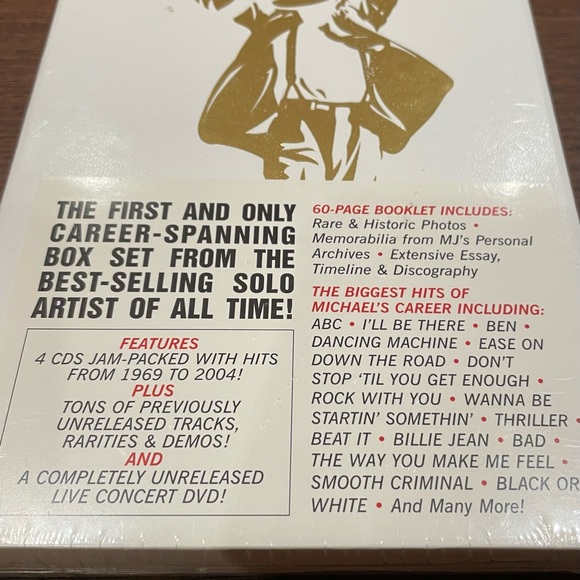 THE FIRST AND ONLY
CAREER-SPANNING
BOX SET FROM THE
BEST-SELLING SOLO
ARTIST OF ALL TIME!
FEATURES
4 CDS JAM-PACKED WITH HITS
FROM 1969 TO 2004!
PLUS
TONS OF PREVIOUSLY
UNRELEASED TRACKS,
RARITIES & DEMOS!
AND
A COMPLETELY UNRELEASED
LIVE CONCERT DVD!
60-PAGE BOOKLET INCLUDES:
Rare & Historic Photos •
Memorabilia from MJ's Personal
Archives • Extensive Essay,
Timeline & Discography
THE BIGGEST HITS OF
MICHAEL'S CAREER INCLUDING:
ABC • I'LL BE THERE • BEN •
DANCING MACHINE • EASE ON
DOWN THE ROAD • DON'T
STOP 'TIL YOU GET ENOUGH •
ROCK WITH YOU • WANNA BE
STARTIN' SOMETHIN' • THRILLER •
BEAT IT • BILLIE JEAN • BAD •
THE WAY YOU MAKE ME FEEL •
SMOOTH CRIMINAL • BLACK OR
WHITE • And Many More!